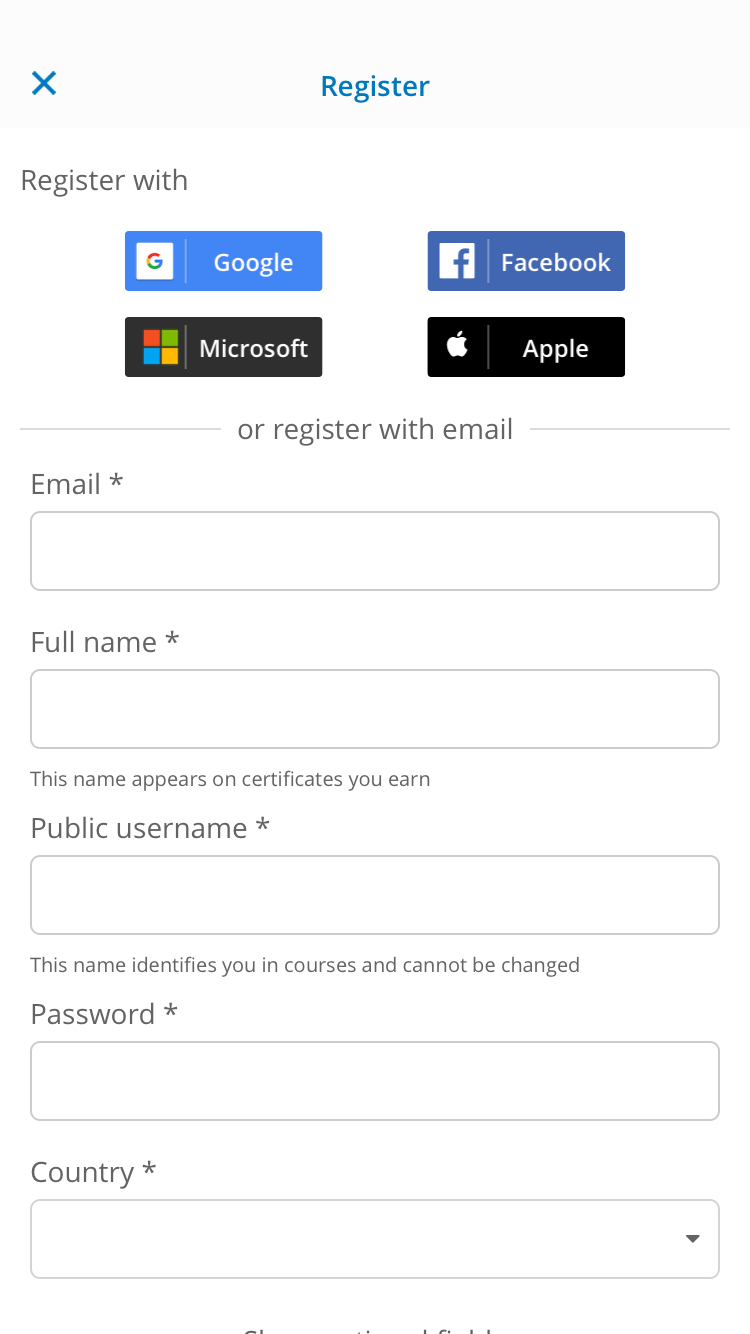 Register
Register with
Google
Facebook
Microsoft
Apple
or register with email
Email *
Full name *
This name appears on certificates you earn
Public username *
This name identifies you in courses and cannot be changed
Password *
Country *